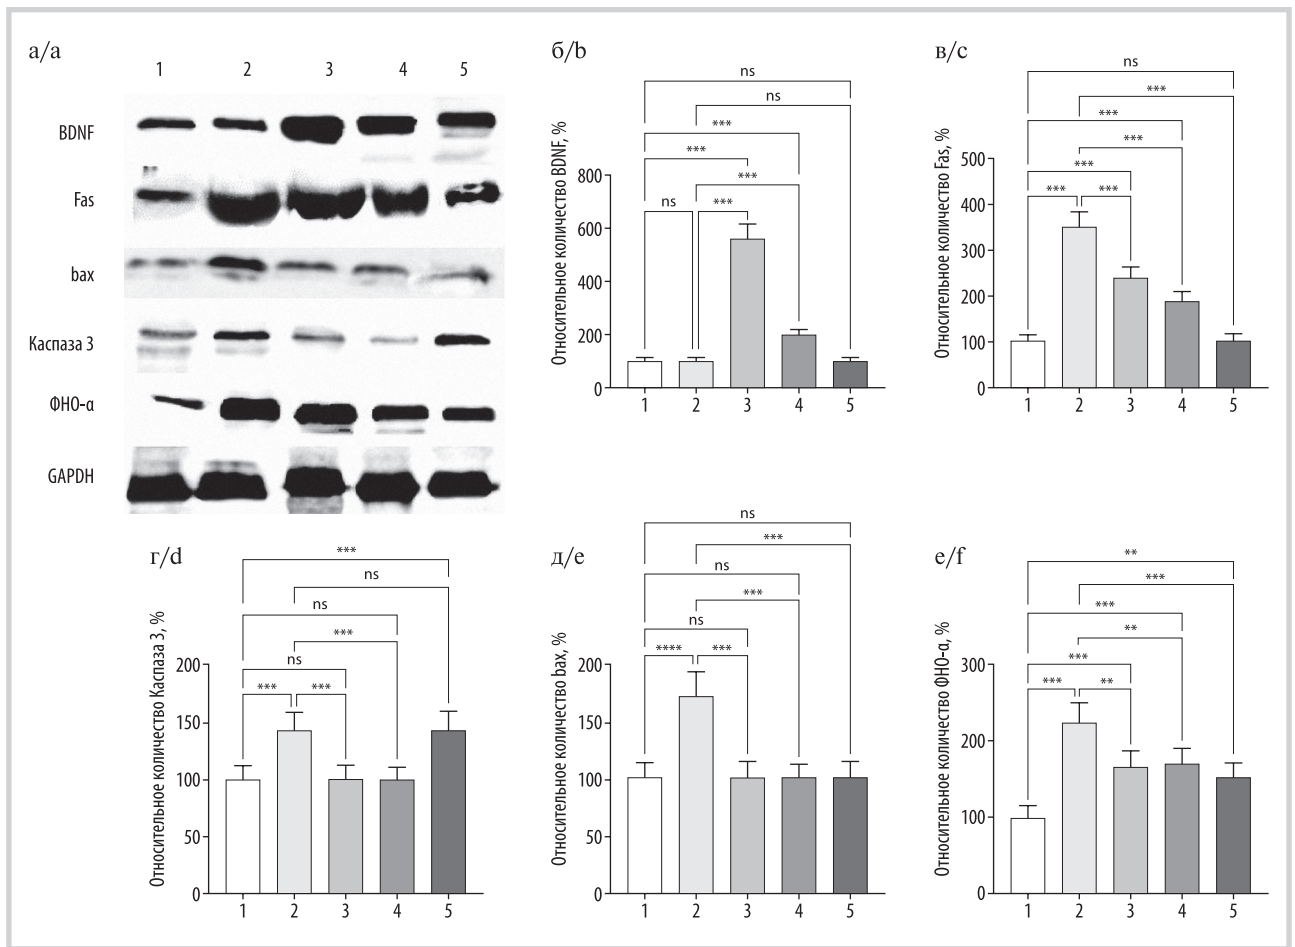 а/a
1 2 3 4 5
BDNF
Fas
bax
Каспаза 3
ФНО-α
GAPDH
б/b
ns
ns
***
***
***
ns
***
Относительное количество BDNF, %
800
600
400
200
0
1 2 3 4 5
в/c
ns
***
***
***
***
***
***
Относительное количество Fas, %
500
400
300
200
100
0
1 2 3 4 5
г/d
***
ns
ns
***
ns
***
***
Относительное количество Каспаза 3, %
200
150
100
50
0
1 2 3 4 5
д/e
ns
***
ns
***
ns
****
***
Относительное количество bax, %
200
150
100
50
0
1 2 3 4 5
е/f
**
***
***
**
***
***
**
Относительное количество ФНО-α, %
300
200
100
0
1 2 3 4 5